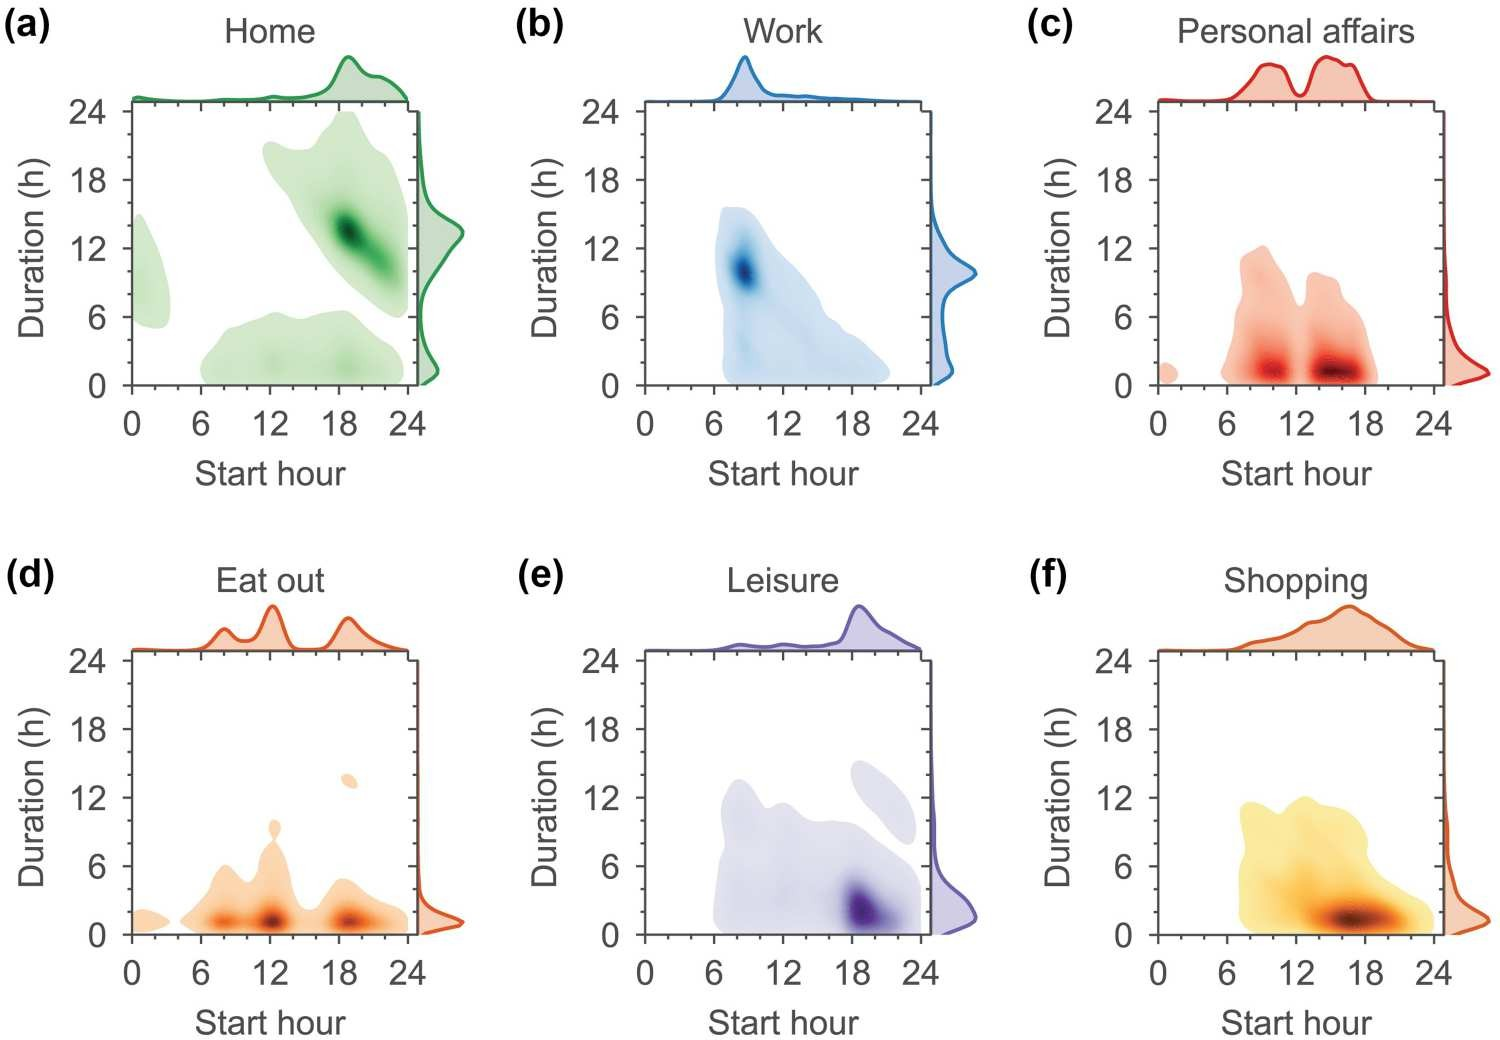 (a) Home (b) Work (c) Personal affairs
24 24 24
18 18 18
12 12 12
6 6 6
0 0 0
Duration (h) Duration (h) Duration (h)
0 6 12 18 24 0 6 12 18 24 0 6 12 18 24
Start hour Start hour Start hour
(d) Eat out (e) Leisure (f) Shopping
24 24 24
18 18 18
12 12 12
6 6 6
0 0 0
Duration (h) Duration (h) Duration (h)
0 6 12 18 24 0 6 12 18 24 0 6 12 18 24
Start hour Start hour Start hour